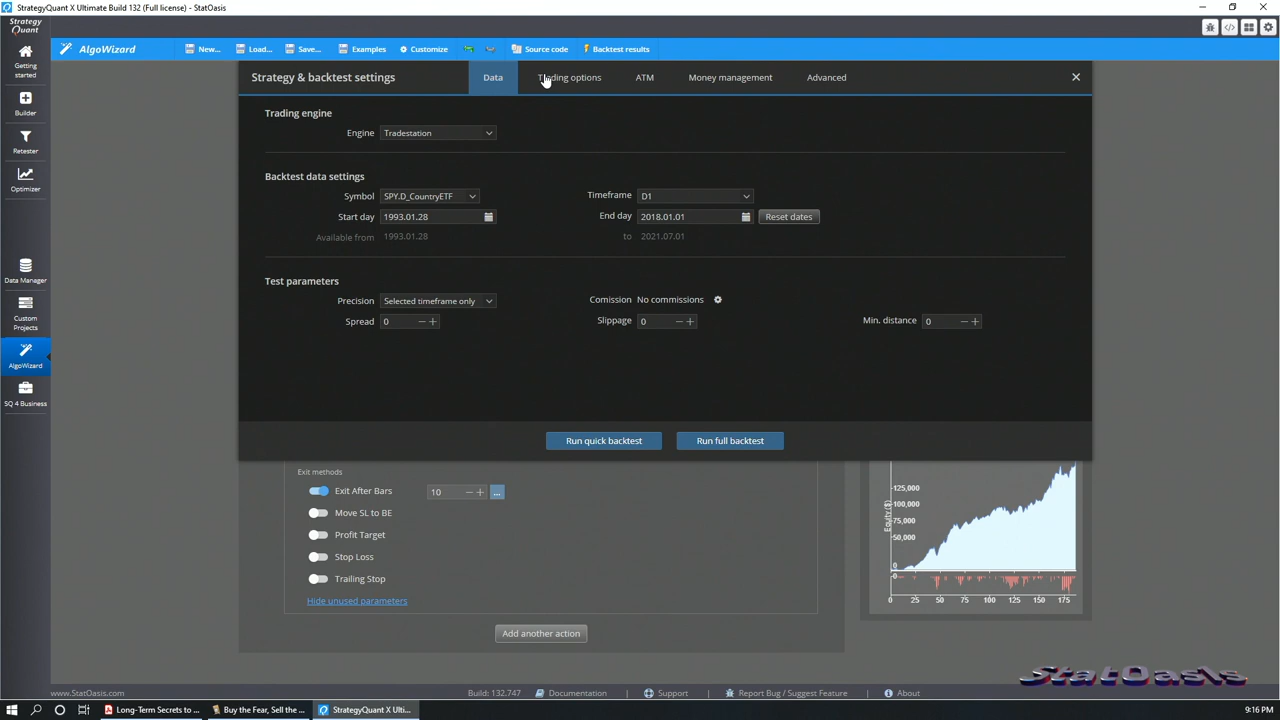 StrategyQuant X Ultimate Build 132 (Full license) - StatOasis
Strategy Quant
AlgoWizard
New...
Load...
Save...
Examples
Customize
Source code
Backtest results
Getting started
Builder
Retester
Optimizer
Data Manager
Custom Projects
AlgoWizard
SQ 4 Business
Strategy & backtest settings
Data
Trading options
ATM
Money management
Advanced
Trading engine
Engine Tradestation
Backtest data settings
Symbol SPY.D_CountryETF Timeframe D1
Start day 1993.01.28 End day 2018.01.01 Reset dates
Available from 1993.01.28 to 2021.07.01
Test parameters
Precision Selected timeframe only Comission No commissions
Spread 0 Slippage 0 Min. distance 0
Run quick backtest Run full backtest
Exit methods
Exit After Bars 10 ...
Move SL to BE
Profit Target
Stop Loss
Trailing Stop
Hide unused parameters
Add another action
Equity ($)
125,000
100,000
75,000
50,000
0
0
0 25 50 75 100 125 150 175
StatOasis
www.StatOasis.com
Build: 132.747
Documentation
Support
Report Bug / Suggest Feature
About
Long-Term Secrets to ...
Buy the Fear, Sell the ...
StrategyQuant X Ulti...
9:16 PM